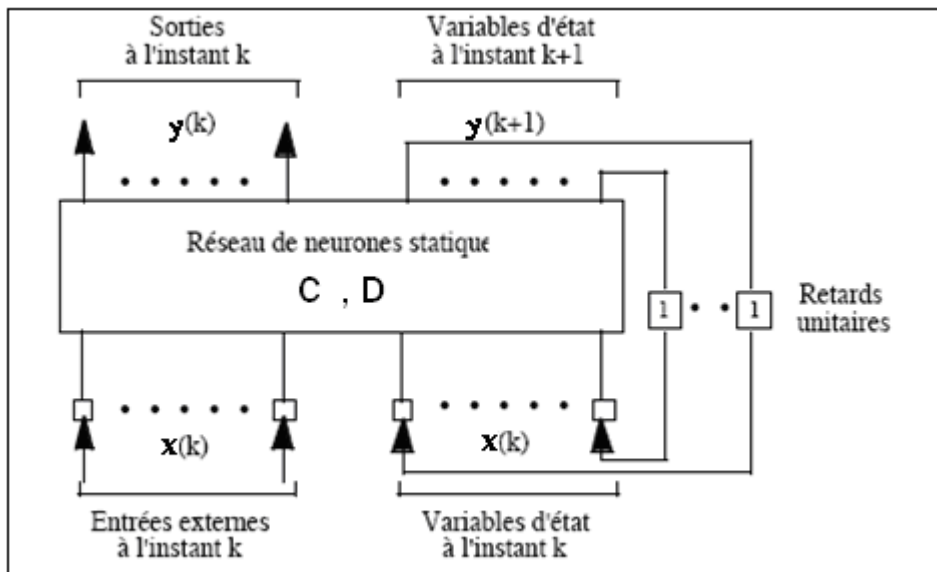 Sorties
à l'instant k
Variables d'état
à l'instant k+1
y(k)
y(k+1)
Réseau de neurones statique
C , D
1
1
Retards
unitaires
x(k)
x(k)
Entrées externes
à l'instant k
Variables d'état
à l'instant k